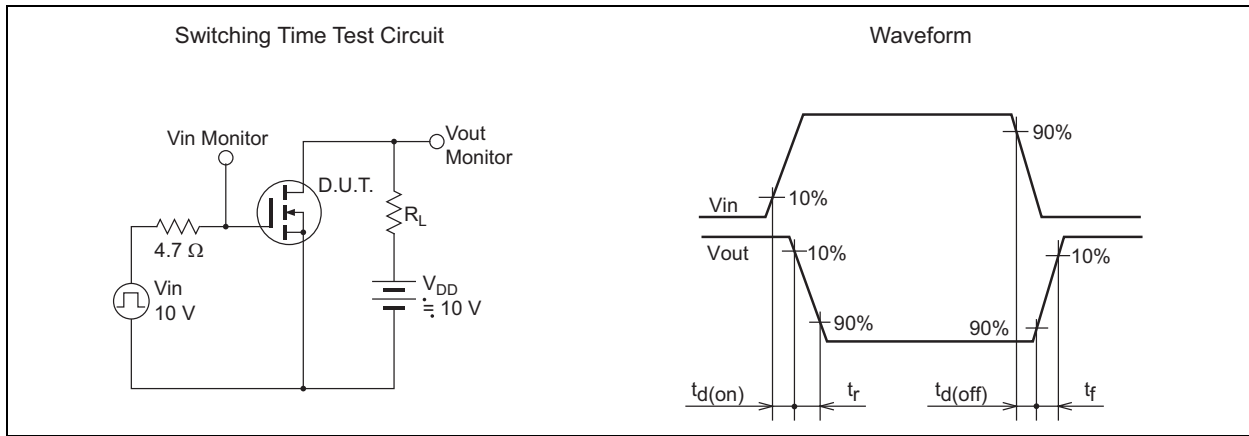 Switching Time Test Circuit
Vin Monitor
D.U.T.
Vout
Monitor
RL
4.7 Ω
Vin
10 V
VDD
≒ 10 V
Waveform
Vin
10%
90%
Vout
10%
90%
90%
10%
td(on)
tr
td(off)
tf